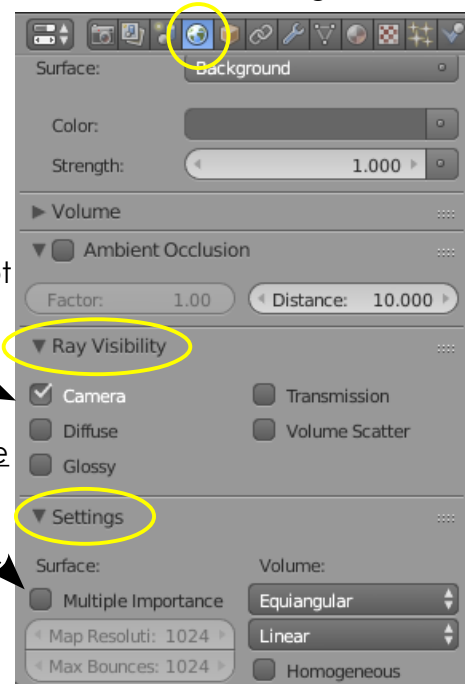 Surface: Background
Color:
Strength: 1.000
Volume
Ambient Occlusion
Factor: 1.00 Distance: 10.000
Ray Visibility
Camera Transmission
Diffuse Volume Scatter
Glossy
Settings
Surface: Volume:
Multiple Importance Equiangular
Map Resoluti: 1024 Linear
Max Bounces: 1024 Homogeneous